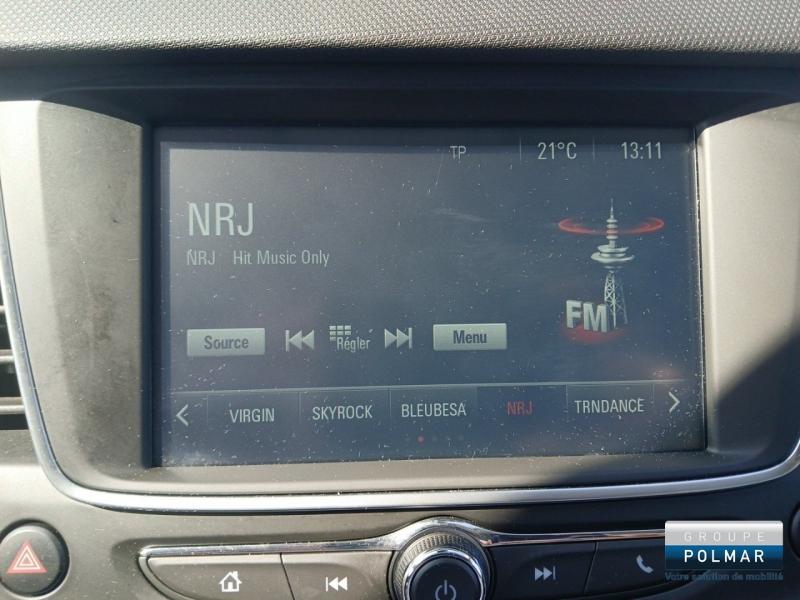 TP 21°C 13:11
NRJ
NRJ Hit Music Only
FM
Source Régler Menu
VIRGIN SKYROCK BLEUBESA NRJ TRNDANCE
GROUPE
POLMAR
Votre solution de mobilité